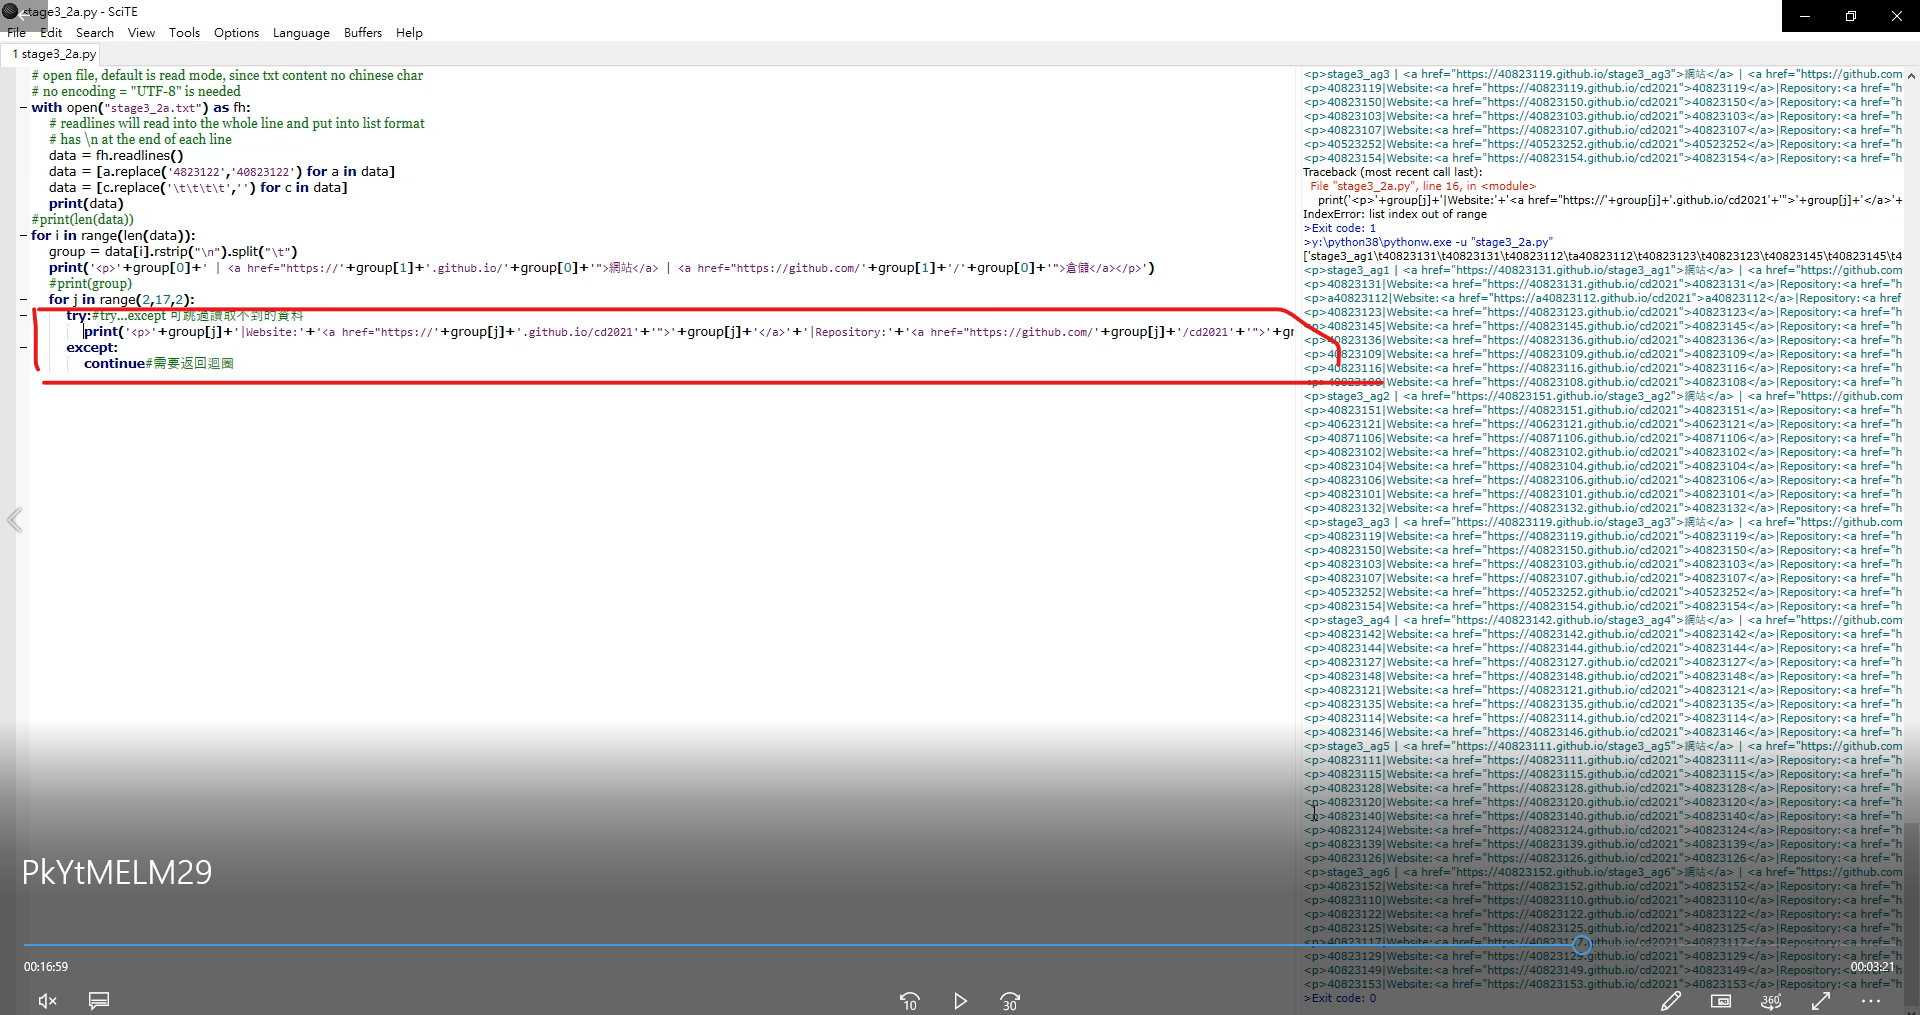 stage3_2a.py - SciTE
File Edit Search View Tools Options Language Buffers Help
1 stage3_2a.py
# open file, default is read mode, since txt content no chinese char
# no encoding = "UTF-8" is needed
with open("stage3_2a.txt") as fh:
# readlines will read into the whole line and put into list format
# has \n at the end of each line
data = fh.readlines()
data = [a.replace('4823122','40823122') for a in data]
data = [c.replace('\t\t\t\t','') for c in data]
print(data)
#print(len(data))
for i in range(len(data)):
group = data[i].rstrip("\n").split("\t")
print('<p>'+group[0]+' | <a href="https://'+group[1]+'.github.io/'+group[0]+'">網站</a> | <a href="https://github.com/'+group[1]+'/'+group[0]+'">倉儲</a></p>')
#print(group)
for j in range(2,17,2):
try:#try...except 可跳過讀取不到的資料
print('<p>'+group[j]+'|Website:'+'<a href="https://'+group[j]+'.github.io/cd2021'+'">'+group[j]+'</a>'+'|Repository:'+'<a href="https://github.com/'+group[j]+'/cd2021'+'">'+gr
except:
continue#需要返回迴圈
<p>stage3_ag3 | <a href="https://40823119.github.io/stage3_ag3">網站</a> | <a href="https://github.com
<p>40823119|Website:<a href="https://40823119.github.io/cd2021">40823119</a>|Repository:<a href="h
<p>40823150|Website:<a href="https://40823150.github.io/cd2021">40823150</a>|Repository:<a href="h
<p>40823103|Website:<a href="https://40823103.github.io/cd2021">40823103</a>|Repository:<a href="h
<p>40823107|Website:<a href="https://40823107.github.io/cd2021">40823107</a>|Repository:<a href="h
<p>40523252|Website:<a href="https://40523252.github.io/cd2021">40523252</a>|Repository:<a href="h
<p>40823154|Website:<a href="https://40823154.github.io/cd2021">40823154</a>|Repository:<a href="h
Traceback (most recent call last):
File "stage3_2a.py", line 16, in <module>
print('<p>'+group[j]+'|Website:'+'<a href="https://'+group[j]+'.github.io/cd2021'+'">'+group[j]+'</a>'+
IndexError: list index out of range
>Exit code: 1
>y:\python38\pythonw.exe -u "stage3_2a.py"
['stage3_ag1\t40823131\t40823131\t40823112\ta40823112\t40823123\t40823123\t40823145\t40823145\t4
<p>stage3_ag1 | <a href="https://40823131.github.io/stage3_ag1">網站</a> | <a href="https://github.com
<p>40823131|Website:<a href="https://40823131.github.io/cd2021">40823131</a>|Repository:<a href="h
<p>a40823112|Website:<a href="https://a40823112.github.io/cd2021">a40823112</a>|Repository:<a href
<p>40823123|Website:<a href="https://40823123.github.io/cd2021">40823123</a>|Repository:<a href="h
<p>40823145|Website:<a href="https://40823145.github.io/cd2021">40823145</a>|Repository:<a href="h
<p>40823136|Website:<a href="https://40823136.github.io/cd2021">40823136</a>|Repository:<a href="h
<p>40823109|Website:<a href="https://40823109.github.io/cd2021">40823109</a>|Repository:<a href="h
<p>40823116|Website:<a href="https://40823116.github.io/cd2021">40823116</a>|Repository:<a href="h
<p>40823108|Website:<a href="https://40823108.github.io/cd2021">40823108</a>|Repository:<a href="h
<p>stage3_ag2 | <a href="https://40823151.github.io/stage3_ag2">網站</a> | <a href="https://github.com
<p>40823151|Website:<a href="https://40823151.github.io/cd2021">40823151</a>|Repository:<a href="h
<p>40623121|Website:<a href="https://40623121.github.io/cd2021">40623121</a>|Repository:<a href="h
<p>40871106|Website:<a href="https://40871106.github.io/cd2021">40871106</a>|Repository:<a href="h
<p>40823102|Website:<a href="https://40823102.github.io/cd2021">40823102</a>|Repository:<a href="h
<p>40823104|Website:<a href="https://40823104.github.io/cd2021">40823104</a>|Repository:<a href="h
<p>40823106|Website:<a href="https://40823106.github.io/cd2021">40823106</a>|Repository:<a href="h
<p>40823101|Website:<a href="https://40823101.github.io/cd2021">40823101</a>|Repository:<a href="h
<p>40823132|Website:<a href="https://40823132.github.io/cd2021">40823132</a>|Repository:<a href="h
<p>stage3_ag3 | <a href="https://40823119.github.io/stage3_ag3">網站</a> | <a href="https://github.com
<p>40823119|Website:<a href="https://40823119.github.io/cd2021">40823119</a>|Repository:<a href="h
<p>40823150|Website:<a href="https://40823150.github.io/cd2021">40823150</a>|Repository:<a href="h
<p>40823103|Website:<a href="https://40823103.github.io/cd2021">40823103</a>|Repository:<a href="h
<p>40823107|Website:<a href="https://40823107.github.io/cd2021">40823107</a>|Repository:<a href="h
<p>40523252|Website:<a href="https://40523252.github.io/cd2021">40523252</a>|Repository:<a href="h
<p>40823154|Website:<a href="https://40823154.github.io/cd2021">40823154</a>|Repository:<a href="h
<p>stage3_ag4 | <a href="https://40823142.github.io/stage3_ag4">網站</a> | <a href="https://github.com
<p>40823142|Website:<a href="https://40823142.github.io/cd2021">40823142</a>|Repository:<a href="h
<p>40823144|Website:<a href="https://40823144.github.io/cd2021">40823144</a>|Repository:<a href="h
<p>40823127|Website:<a href="https://40823127.github.io/cd2021">40823127</a>|Repository:<a href="h
<p>40823148|Website:<a href="https://40823148.github.io/cd2021">40823148</a>|Repository:<a href="h
<p>40823121|Website:<a href="https://40823121.github.io/cd2021">40823121</a>|Repository:<a href="h
<p>40823135|Website:<a href="https://40823135.github.io/cd2021">40823135</a>|Repository:<a href="h
<p>40823114|Website:<a href="https://40823114.github.io/cd2021">40823114</a>|Repository:<a href="h
<p>40823146|Website:<a href="https://40823146.github.io/cd2021">40823146</a>|Repository:<a href="h
<p>stage3_ag5 | <a href="https://40823111.github.io/stage3_ag5">網站</a> | <a href="https://github.com
<p>40823111|Website:<a href="https://40823111.github.io/cd2021">40823111</a>|Repository:<a href="h
<p>40823115|Website:<a href="https://40823115.github.io/cd2021">40823115</a>|Repository:<a href="h
<p>40823128|Website:<a href="https://40823128.github.io/cd2021">40823128</a>|Repository:<a href="h
<p>40823120|Website:<a href="https://40823120.github.io/cd2021">40823120</a>|Repository:<a href="h
<p>40823140|Website:<a href="https://40823140.github.io/cd2021">40823140</a>|Repository:<a href="h
<p>40823124|Website:<a href="https://40823124.github.io/cd2021">40823124</a>|Repository:<a href="h
<p>40823139|Website:<a href="https://40823139.github.io/cd2021">40823139</a>|Repository:<a href="h
<p>40823126|Website:<a href="https://40823126.github.io/cd2021">40823126</a>|Repository:<a href="h
<p>stage3_ag6 | <a href="https://40823152.github.io/stage3_ag6">網站</a> | <a href="https://github.com
<p>40823152|Website:<a href="https://40823152.github.io/cd2021">40823152</a>|Repository:<a href="h
<p>40823110|Website:<a href="https://40823110.github.io/cd2021">40823110</a>|Repository:<a href="h
<p>40823122|Website:<a href="https://40823122.github.io/cd2021">40823122</a>|Repository:<a href="h
<p>40823125|Website:<a href="https://40823125.github.io/cd2021">40823125</a>|Repository:<a href="h
<p>40823117|Website:<a href="https://40823117.github.io/cd2021">40823117</a>|Repository:<a href="h
<p>40823129|Website:<a href="https://40823129.github.io/cd2021">40823129</a>|Repository:<a href="h
<p>40823149|Website:<a href="https://40823149.github.io/cd2021">40823149</a>|Repository:<a href="h
<p>40823153|Website:<a href="https://40823153.github.io/cd2021">40823153</a>|Repository:<a href="h
>Exit code: 0
PkYtMELM29
00:16:59
00:03:21
10
30
360